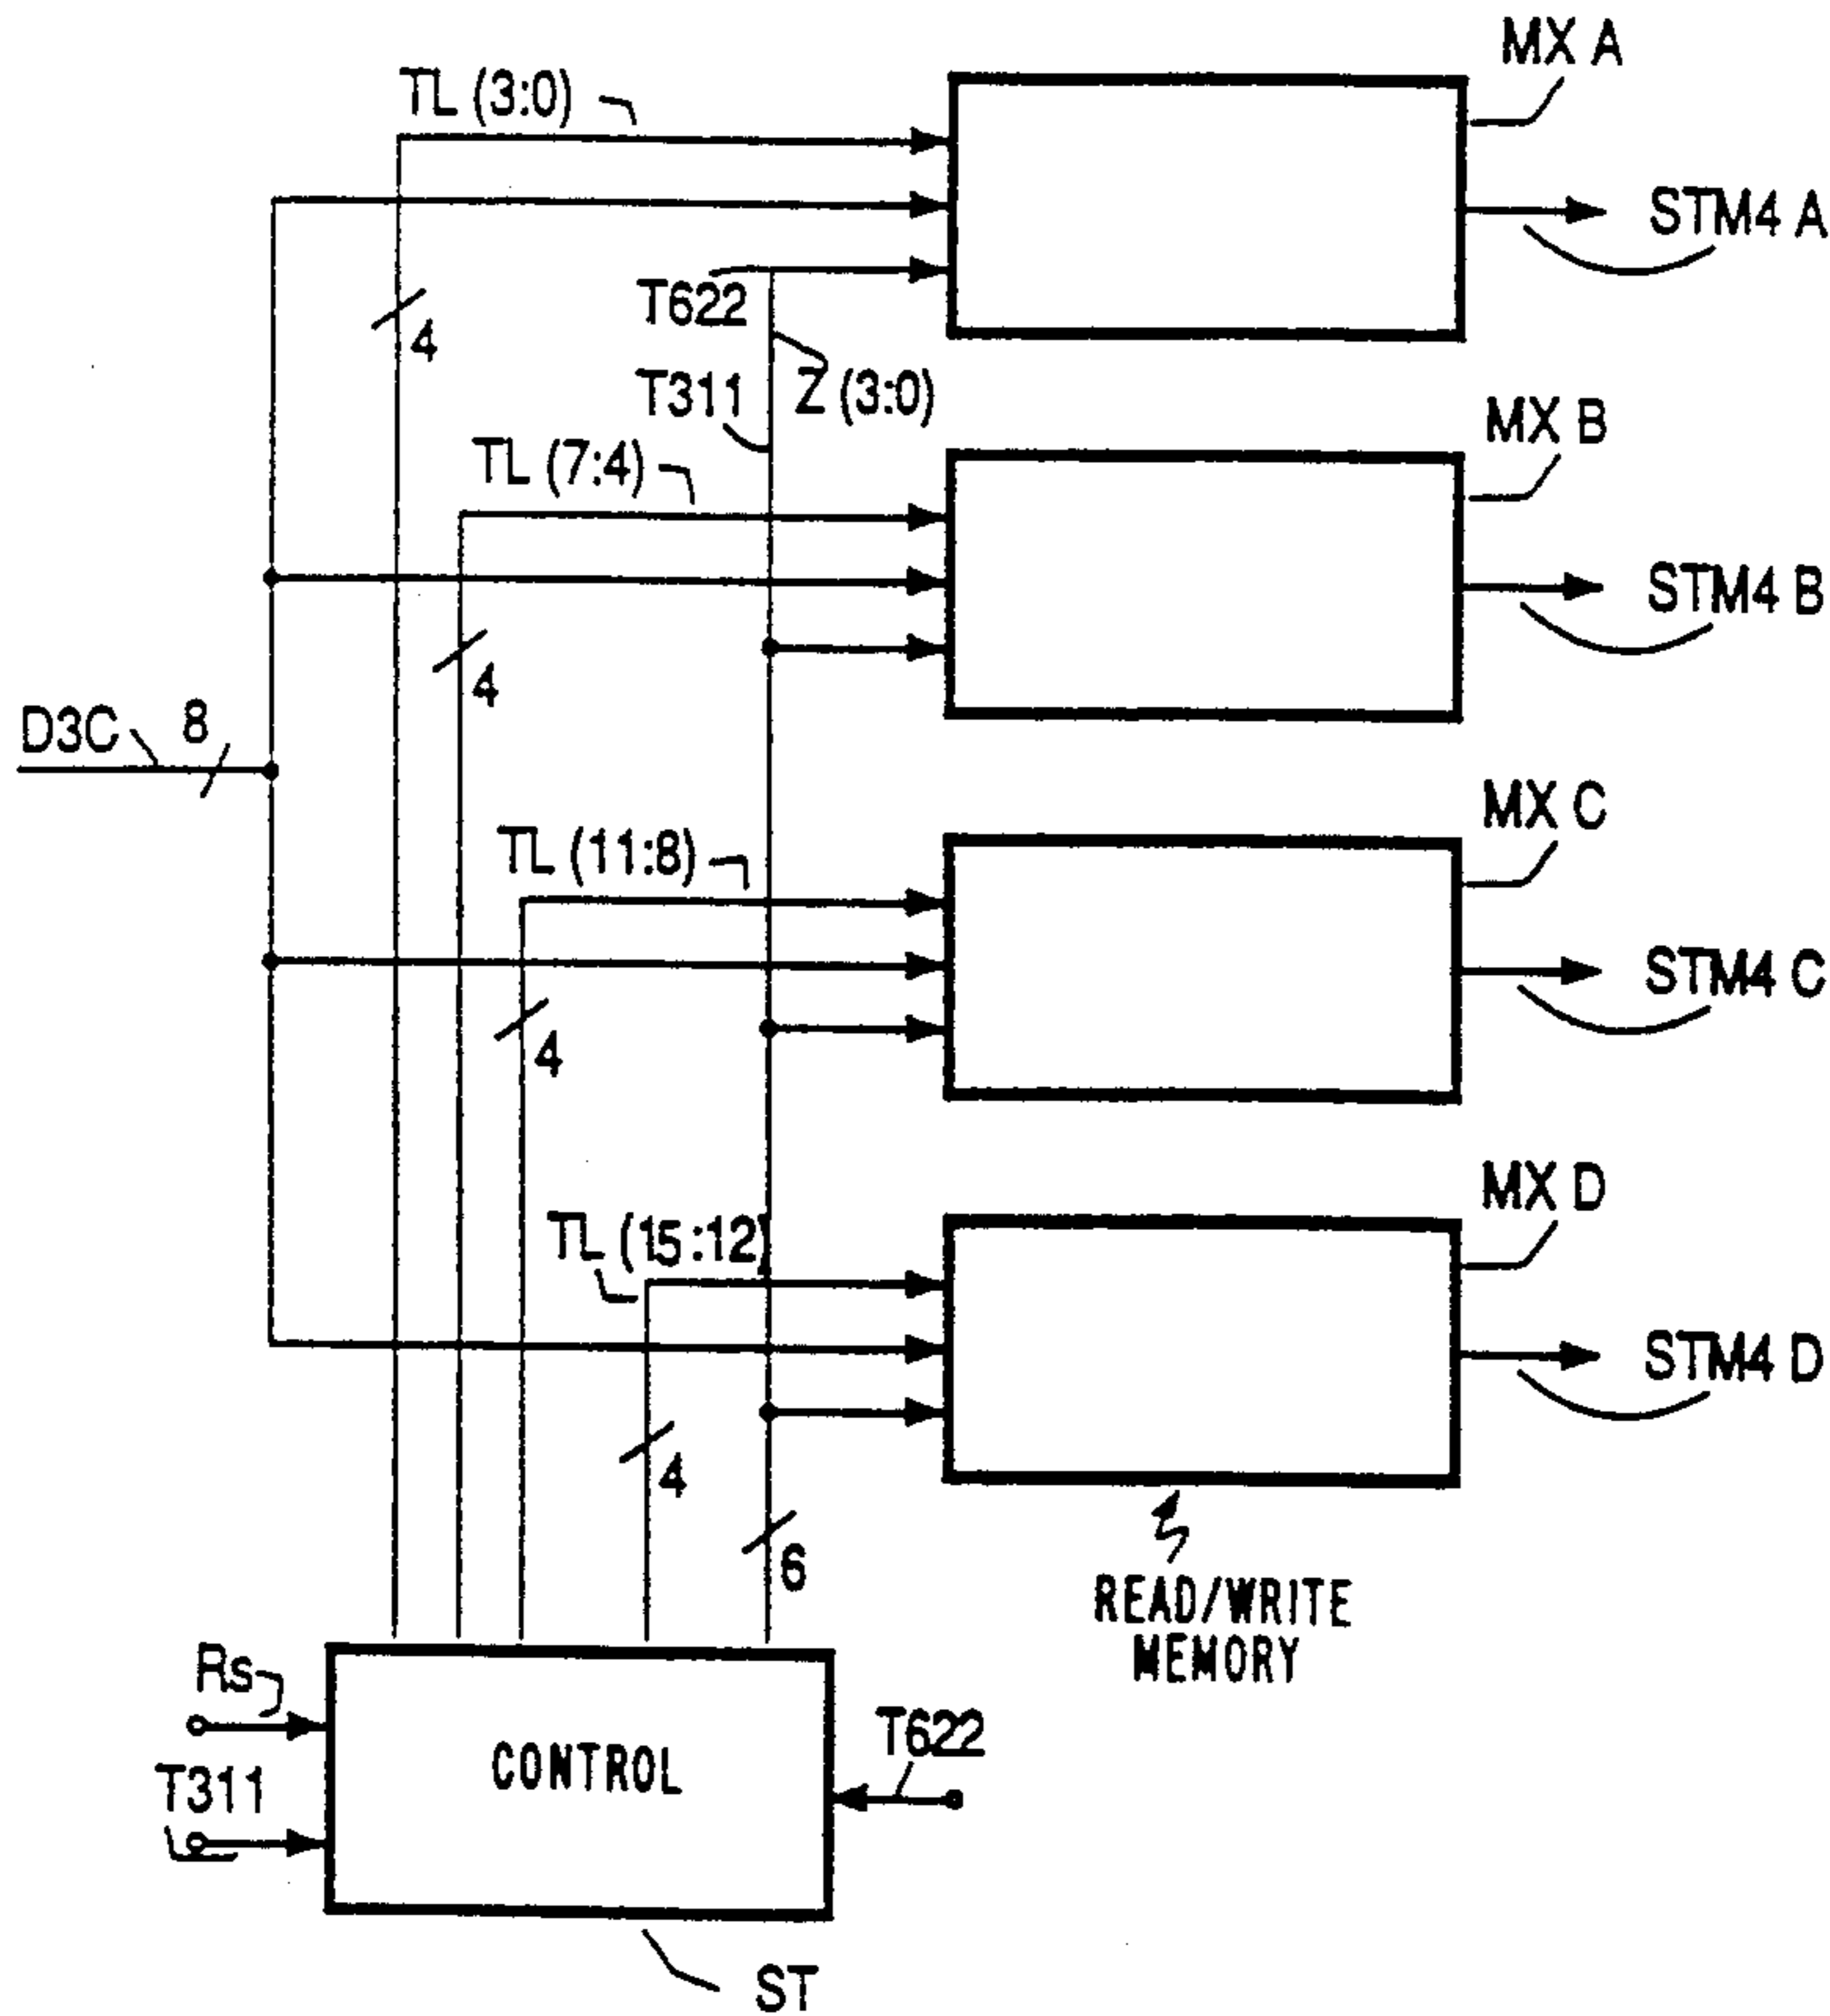 MX A
TL (3:0)
STM4 A
T622
4
T311
Z (3:0)
MX B
TL (7:4)
STM4 B
4
D3C
8
MX C
TL (11:8)
STM4 C
4
MX D
TL (15:12)
STM4 D
4
6
READ/WRITE
MEMORY
Rs
T622
CONTROL
T311
ST